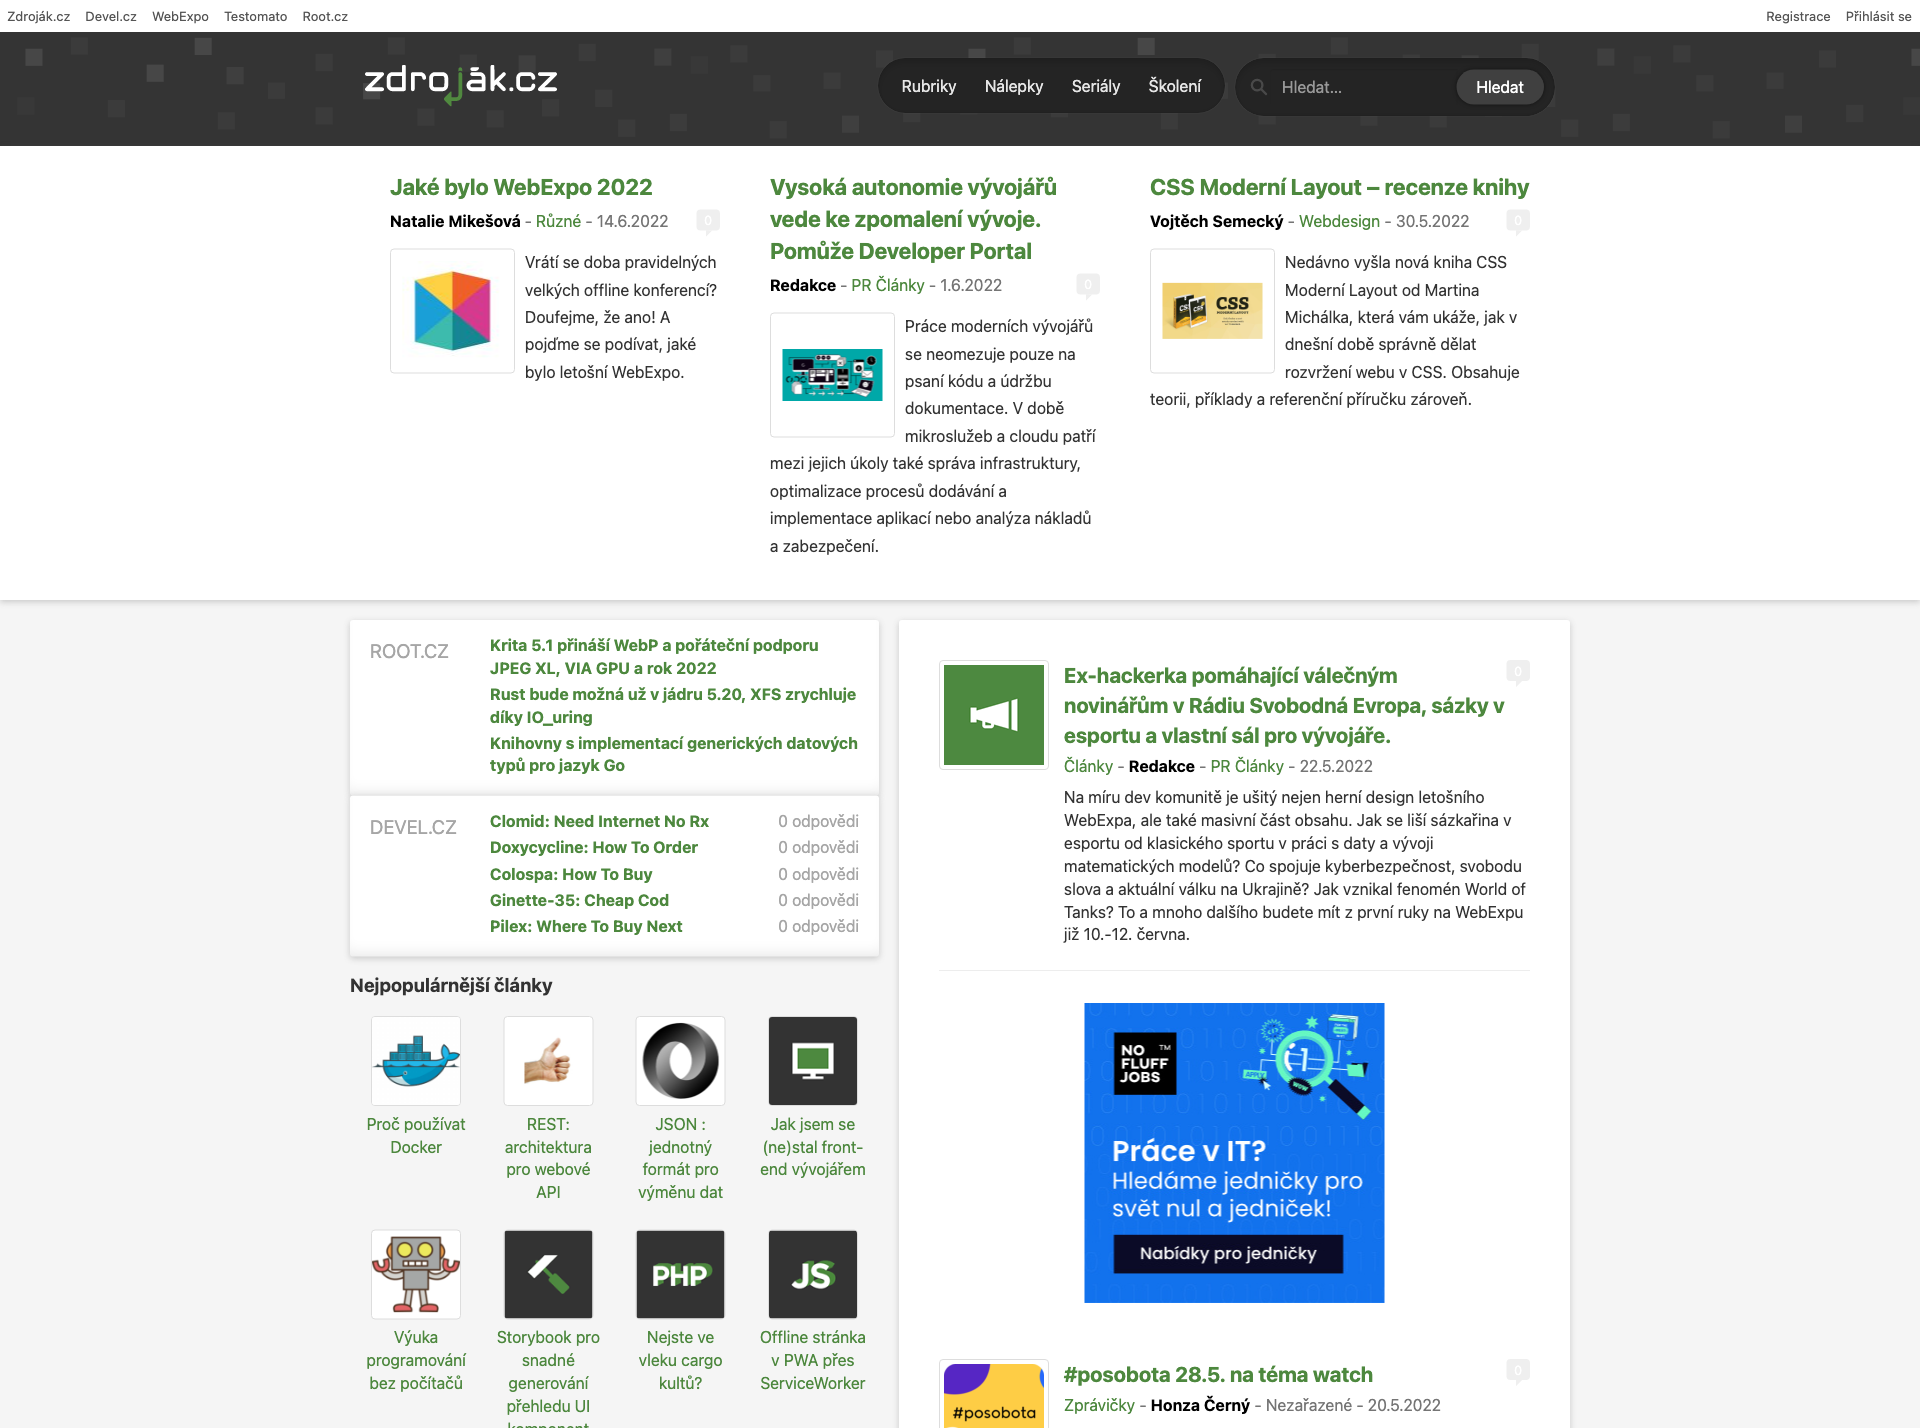 Zdroják.cz Devel.cz WebExpo Testomato Root.cz Registrace Přihlásit se
zdroják.cz
Rubriky Nálepky Seriály Školení Hledat... Hledat
Jaké bylo WebExpo 2022
Natalie Mikešová - Různé - 14.6.2022 0
Vrátí se doba pravidelných
velkých offline konferencí?
Doufejme, že ano! A
pojďme se podívat, jaké
bylo letošní WebExpo.
Vysoká autonomie vývojářů
vede ke zpomalení vývoje.
Pomůže Developer Portal
Redakce - PR Články - 1.6.2022 0
Práce moderních vývojářů
se neomezuje pouze na
psaní kódu a údržbu
dokumentace. V době
mikroslužeb a cloudu patří
mezi jejich úkoly také správa infrastruktury,
optimalizace procesů dodávání a
implementace aplikací nebo analýza nákladů
a zabezpečení.
CSS Moderní Layout – recenze knihy
Vojtěch Semecký - Webdesign - 30.5.2022 0
CSS
Nedávno vyšla nová kniha CSS
Moderní Layout od Martina
Michálka, která vám ukáže, jak v
dnešní době správně dělat
rozvržení webu v CSS. Obsahuje
teorii, příklady a referenční příručku zároveň.
ROOT.CZ
Krita 5.1 přináší WebP a pořáteční podporu
JPEG XL, VIA GPU a rok 2022
Rust bude možná už v jádru 5.20, XFS zrychluje
díky IO_uring
Knihovny s implementací generických datových
typů pro jazyk Go
DEVEL.CZ
Clomid: Need Internet No Rx 0 odpovědi
Doxycycline: How To Order 0 odpovědi
Colospa: How To Buy 0 odpovědi
Ginette-35: Cheap Cod 0 odpovědi
Pilex: Where To Buy Next 0 odpovědi
Nejpopulárnější články
Proč používat
Docker
REST:
architektura
pro webové
API
JSON :
jednotný
formát pro
výměnu dat
Jak jsem se
(ne)stal front-
end vývojářem
Výuka
programování
bez počítačů
Storybook pro
snadné
generování
přehledu UI
komponent
PHP
Nejste ve
vleku cargo
kultů?
JS
Offline stránka
v PWA přes
ServiceWorker
Ex-hackerka pomáhající válečným
novinářům v Rádiu Svobodná Evropa, sázky v
esportu a vlastní sál pro vývojáře.
0
Články - Redakce - PR Články - 22.5.2022
Na míru dev komunitě je ušitý nejen herní design letošního
WebExpa, ale také masivní část obsahu. Jak se liší sázkařina v
esportu od klasického sportu v práci s daty a vývoji
matematických modelů? Co spojuje kyberbezpečnost, svobodu
slova a aktuální válku na Ukrajině? Jak vznikal fenomén World of
Tanks? To a mnoho dalšího budete mít z první ruky na WebExpu
již 10.-12. června.
NO TM
FLUFF
JOBS
APPLY
WOW
Práce v IT?
Hledáme jedničky pro
svět nul a jedniček!
Nabídky pro jedničky
#posobota
#posobota 28.5. na téma watch 0
Zprávičky - Honza Černý - Nezařazené - 20.5.2022